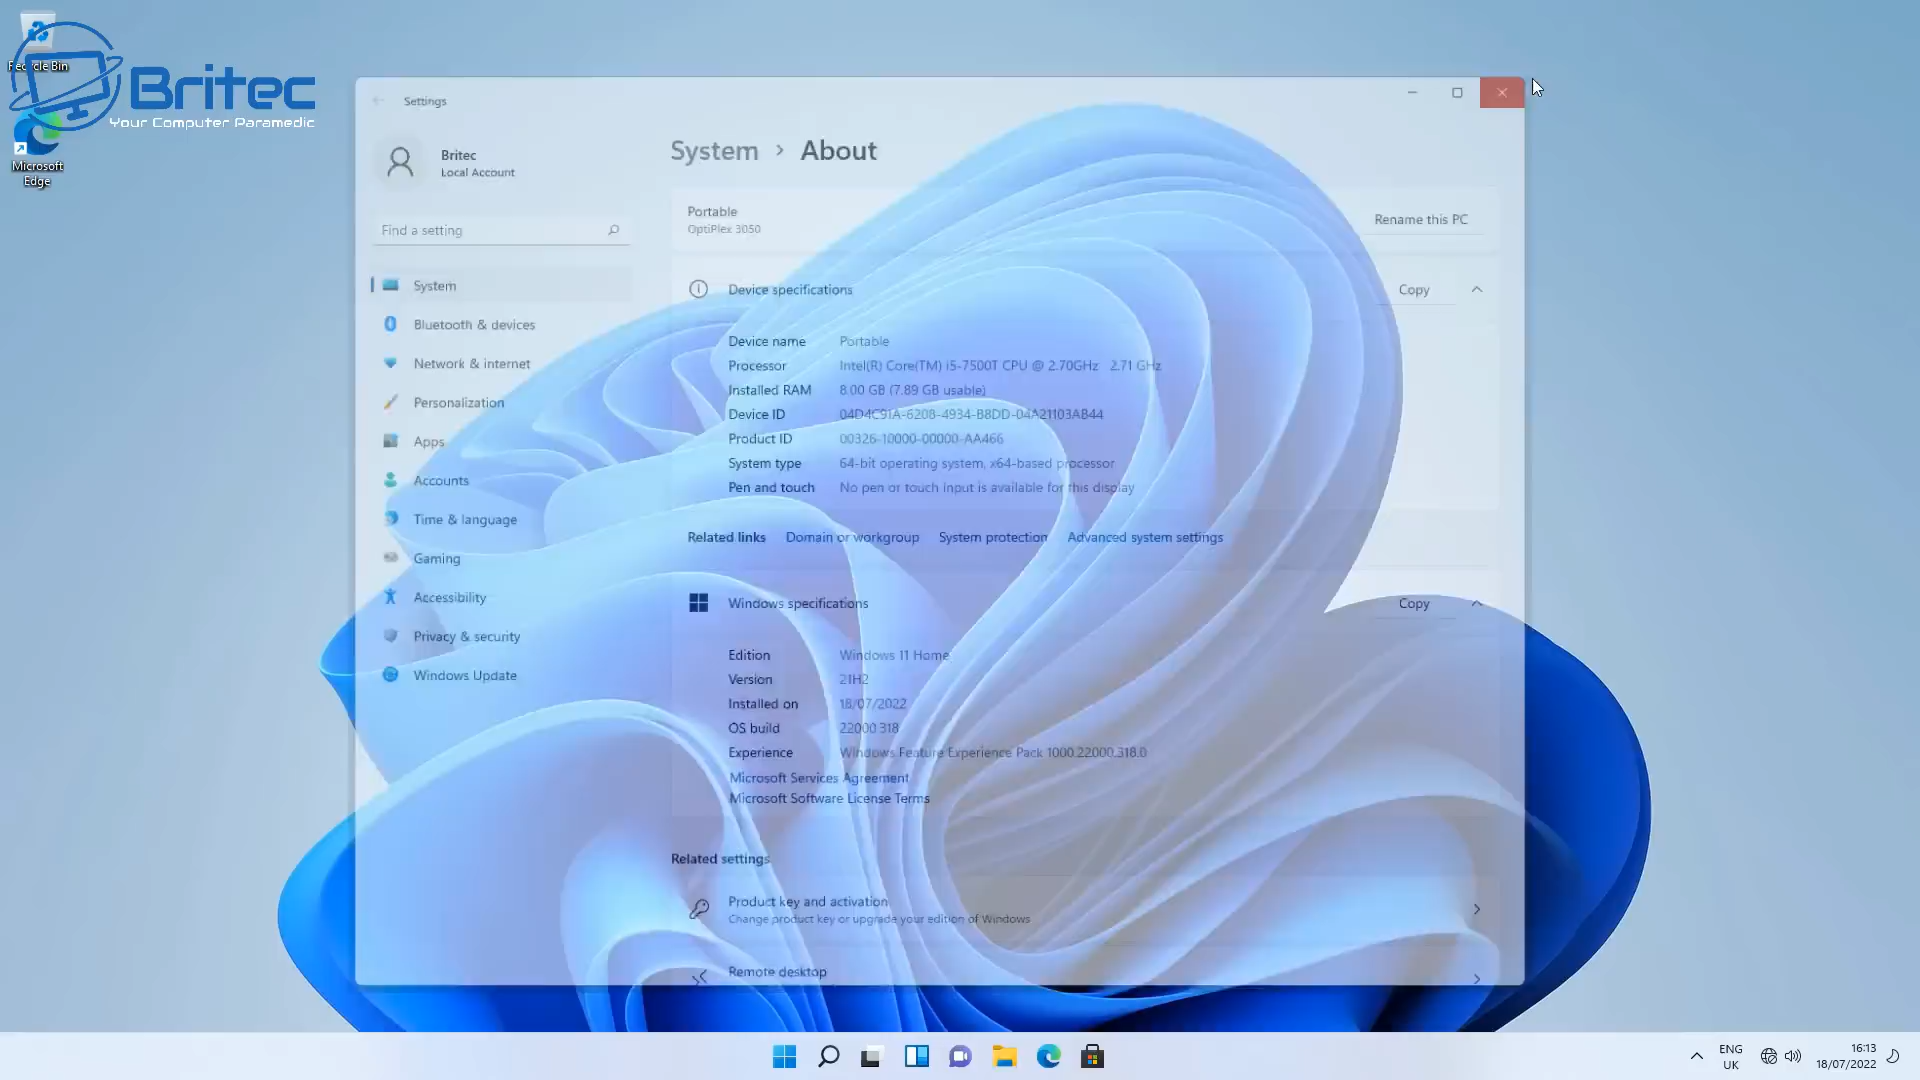 Recycle Bin
Britec
Your Computer Paramedic
Microsoft
Edge
Settings
Britec
Local Account
Find a setting
System
Bluetooth & devices
Network & internet
Personalization
Apps
Accounts
Time & language
Gaming
Accessibility
Privacy & security
Windows Update
System > About
Portable
OptiPlex 3050
Rename this PC
Device specifications
Copy
Device name Portable
Processor Intel(R) Core(TM) i5-7500T CPU @ 2.70GHz 2.71 GHz
Installed RAM 8.00 GB (7.89 GB usable)
Device ID 04D4C91A-6208-4934-B8DD-04A21103AB44
Product ID 00326-10000-00000-AA466
System type 64-bit operating system, x64-based processor
Pen and touch No pen or touch input is available for this display
Related links Domain or workgroup System protection Advanced system settings
Windows specifications
Copy
Edition Windows 11 Home
Version 21H2
Installed on 18/07/2022
OS build 22000.318
Experience Windows Feature Experience Pack 1000.22000.318.0
Microsoft Services Agreement
Microsoft Software License Terms
Related settings
Product key and activation
Change product key or upgrade your edition of Windows
Remote desktop
ENG
UK
16:13
18/07/2022